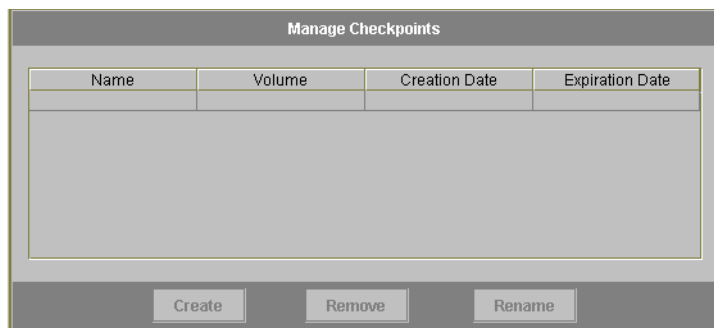 Manage Checkpoints
Name Volume Creation Date Expiration Date
Create Remove Rename